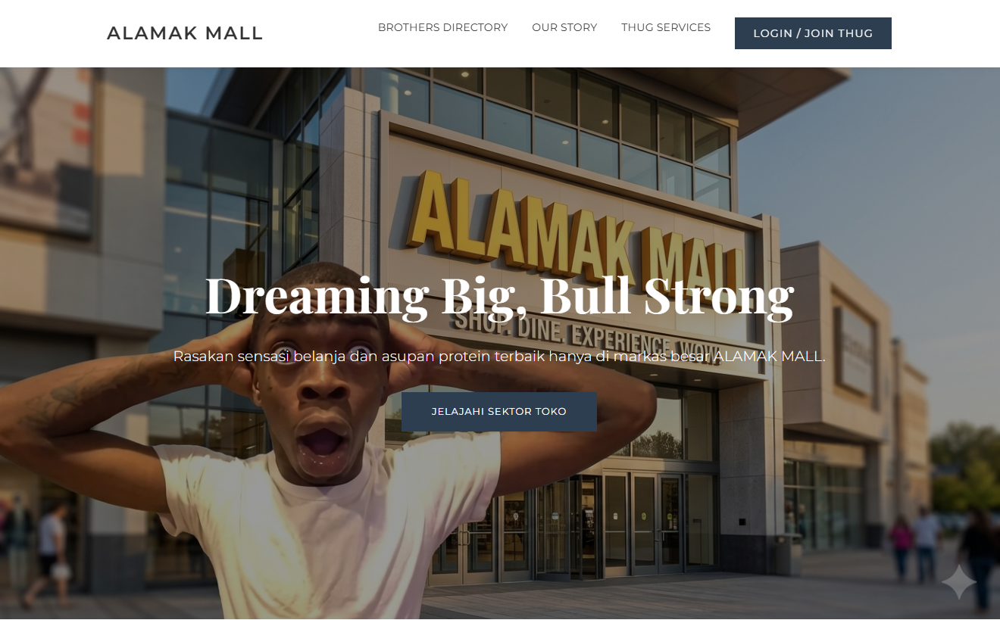 ALAMAK MALL
BROTHERS DIRECTORY
OUR STORY
THUG SERVICES
LOGIN / JOIN THUG
ALAMAK MALL
Dreaming Big, Bull Strong
SHOP. DINE. EXPERIENCE. WOW.
Rasakan sensasi belanja dan asupan protein terbaik hanya di markas besar ALAMAK MALL.
JELAJAHI SEKTOR TOKO